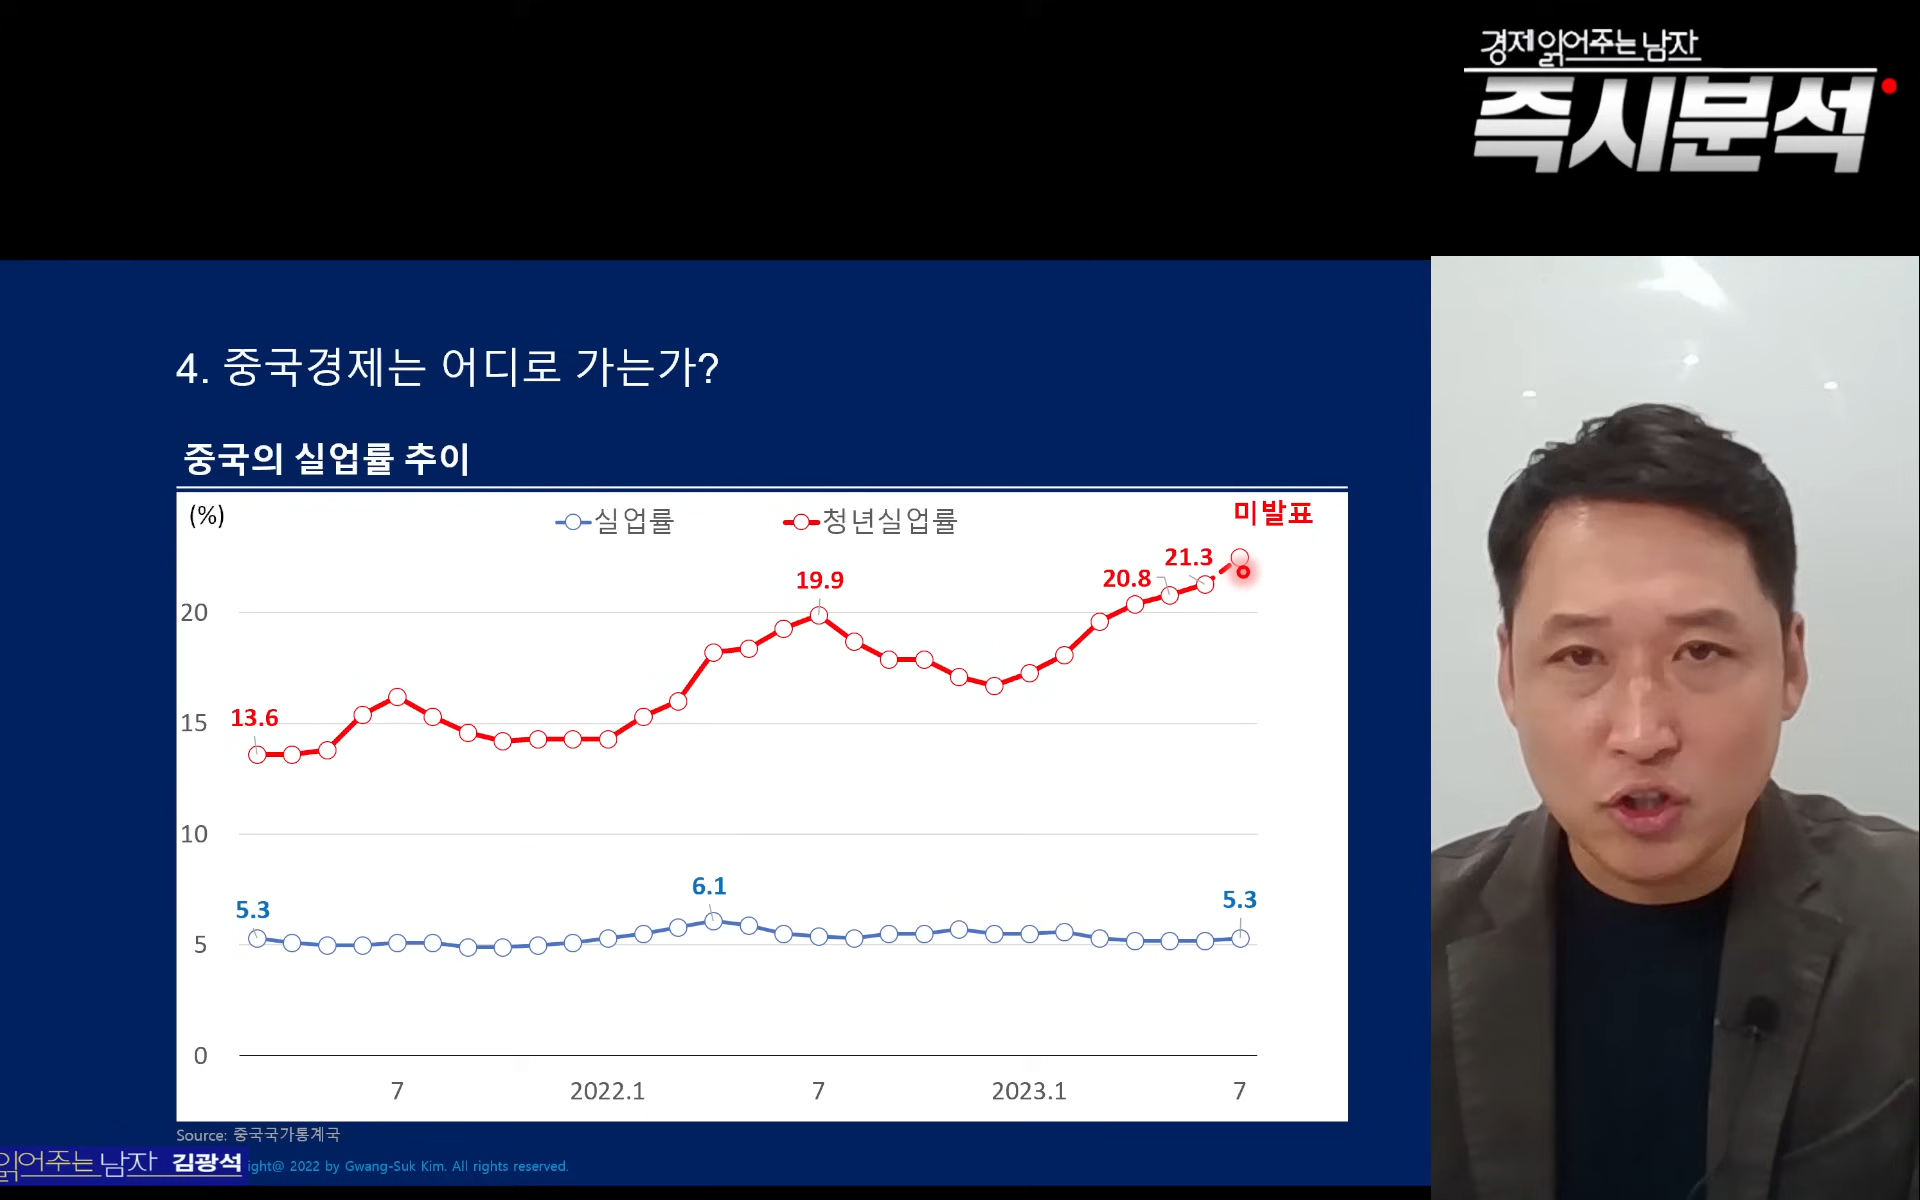 경제읽어주는남자
즉시분석
4. 중국경제는 어디로 가는가?
중국의 실업률 추이
(%)
실업률
청년실업률
미발표
21.3
20.8
19.9
13.6
6.1
5.3
5.3
20
15
10
5
0
7
2022.1
7
2023.1
7
Source: 중국국가통계국
읽어주는남자 김광석
ight@ 2022 by Gwang-Suk Kim. All rights reserved.